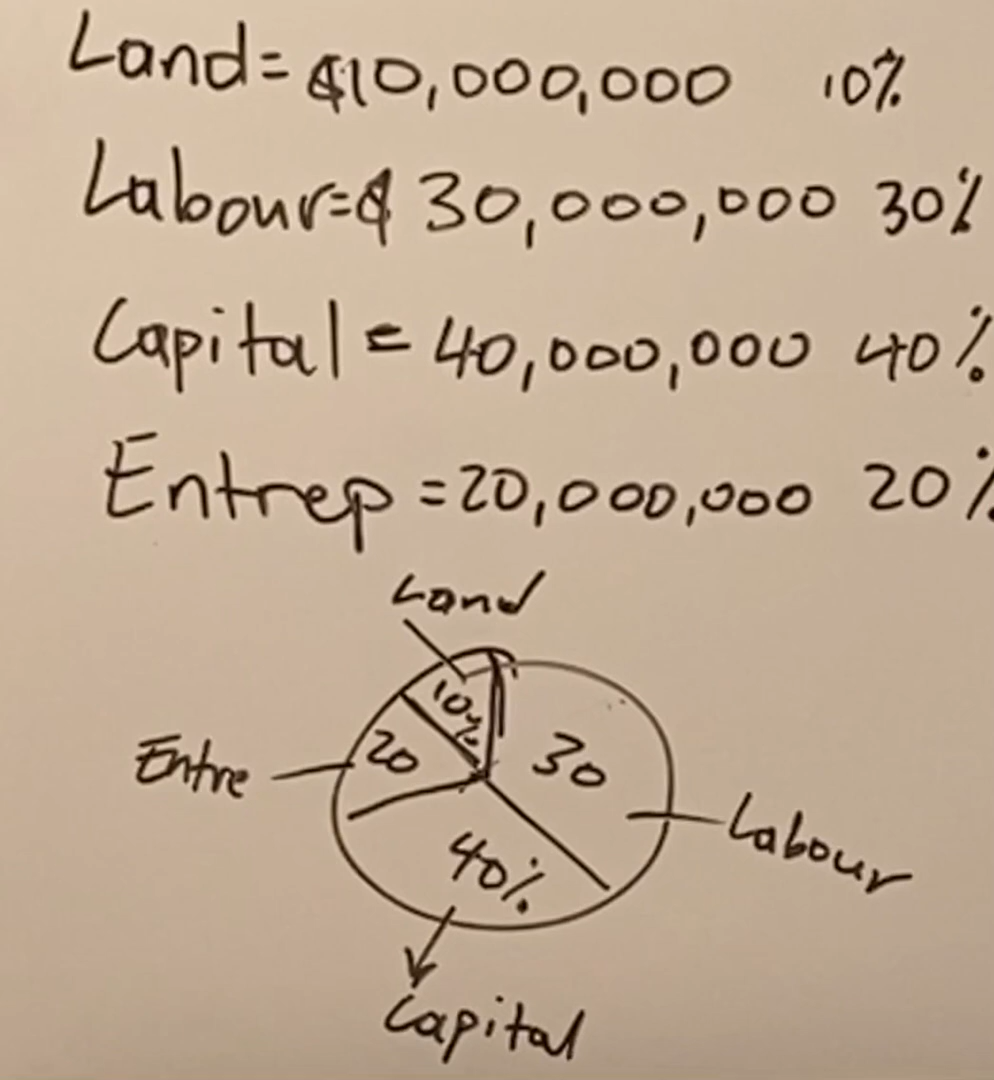 Land=₵10,000,000 10%
Labour=₵ 30,000,000 30%
Capital = 40,000,000 40%
Entrep =20,000,000 20%
Land
10%
20
30
Entre
Labour
40%
Capital